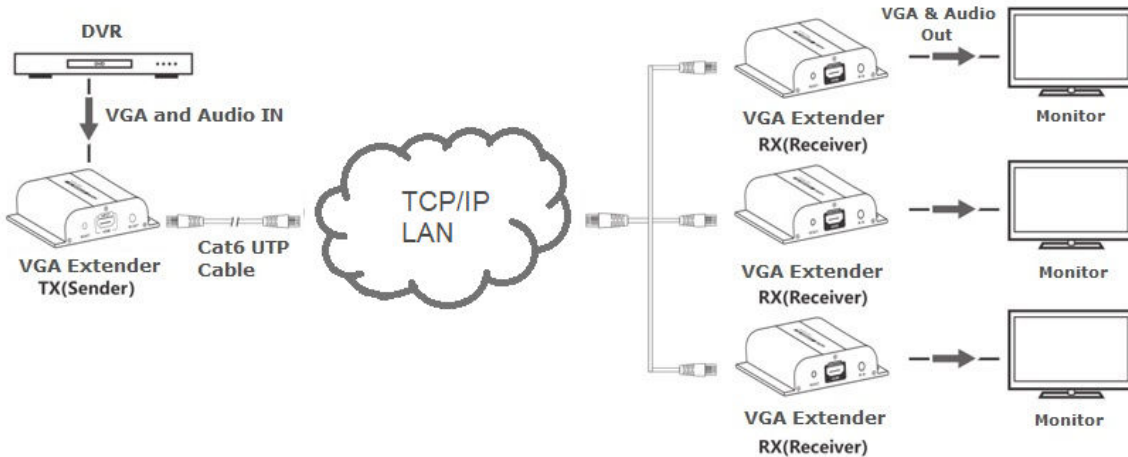 DVR
VGA and Audio IN
VGA Extender
TX(Sender)
Cat6 UTP
Cable
TCP/IP
LAN
VGA & Audio
Out
VGA Extender
RX(Receiver)
Monitor
VGA Extender
RX(Receiver)
Monitor
VGA Extender
RX(Receiver)
Monitor